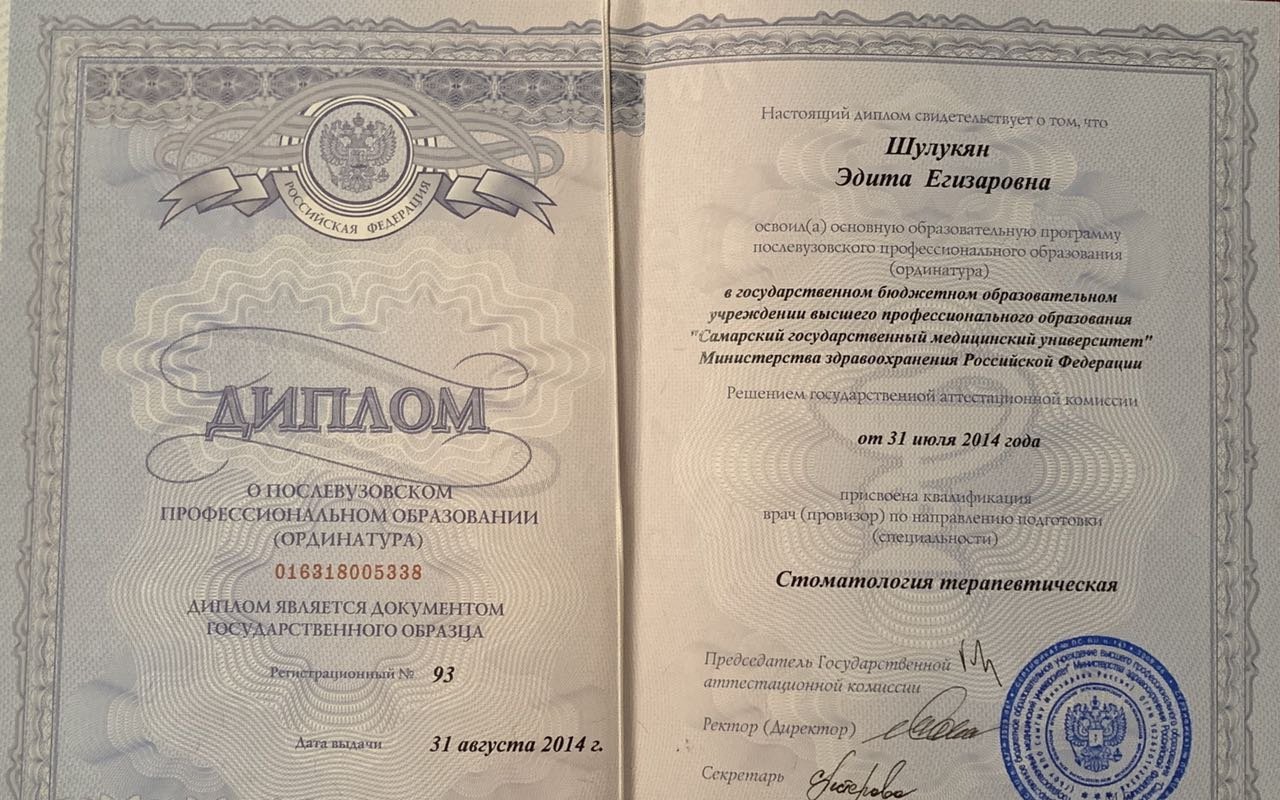 РОССИЙСКАЯ ФЕДЕРАЦИЯ
ДИПЛОМ
О ПОСЛЕВУЗОВСКОМ
ПРОФЕССИОНАЛЬНОМ ОБРАЗОВАНИИ
(ОРДИНАТУРА)
016318005338
ДИПЛОМ ЯВЛЯЕТСЯ ДОКУМЕНТОМ
ГОСУДАРСТВЕННОГО ОБРАЗЦА
Регистрационный № 93
Дата выдачи 31 августа 2014 г.
Настоящий диплом свидетельствует о том, что
Шулукян
Эдита Егизаровна
освоил(а) основную образовательную программу
послевузовского профессионального образования
(ординатура)
в государственном бюджетном образовательном
учреждении высшего профессионального образования
"Самарский государственный медицинский университет"
Министерства здравоохранения Российской Федерации
Решением государственной аттестационной комиссии
от 31 июля 2014 года
присвоена квалификация
врач (провизор) по направлению подготовки
(специальности)
Стоматология терапевтическая
Председатель Государственной
аттестационной комиссии
Ректор (Директор)
Секретарь